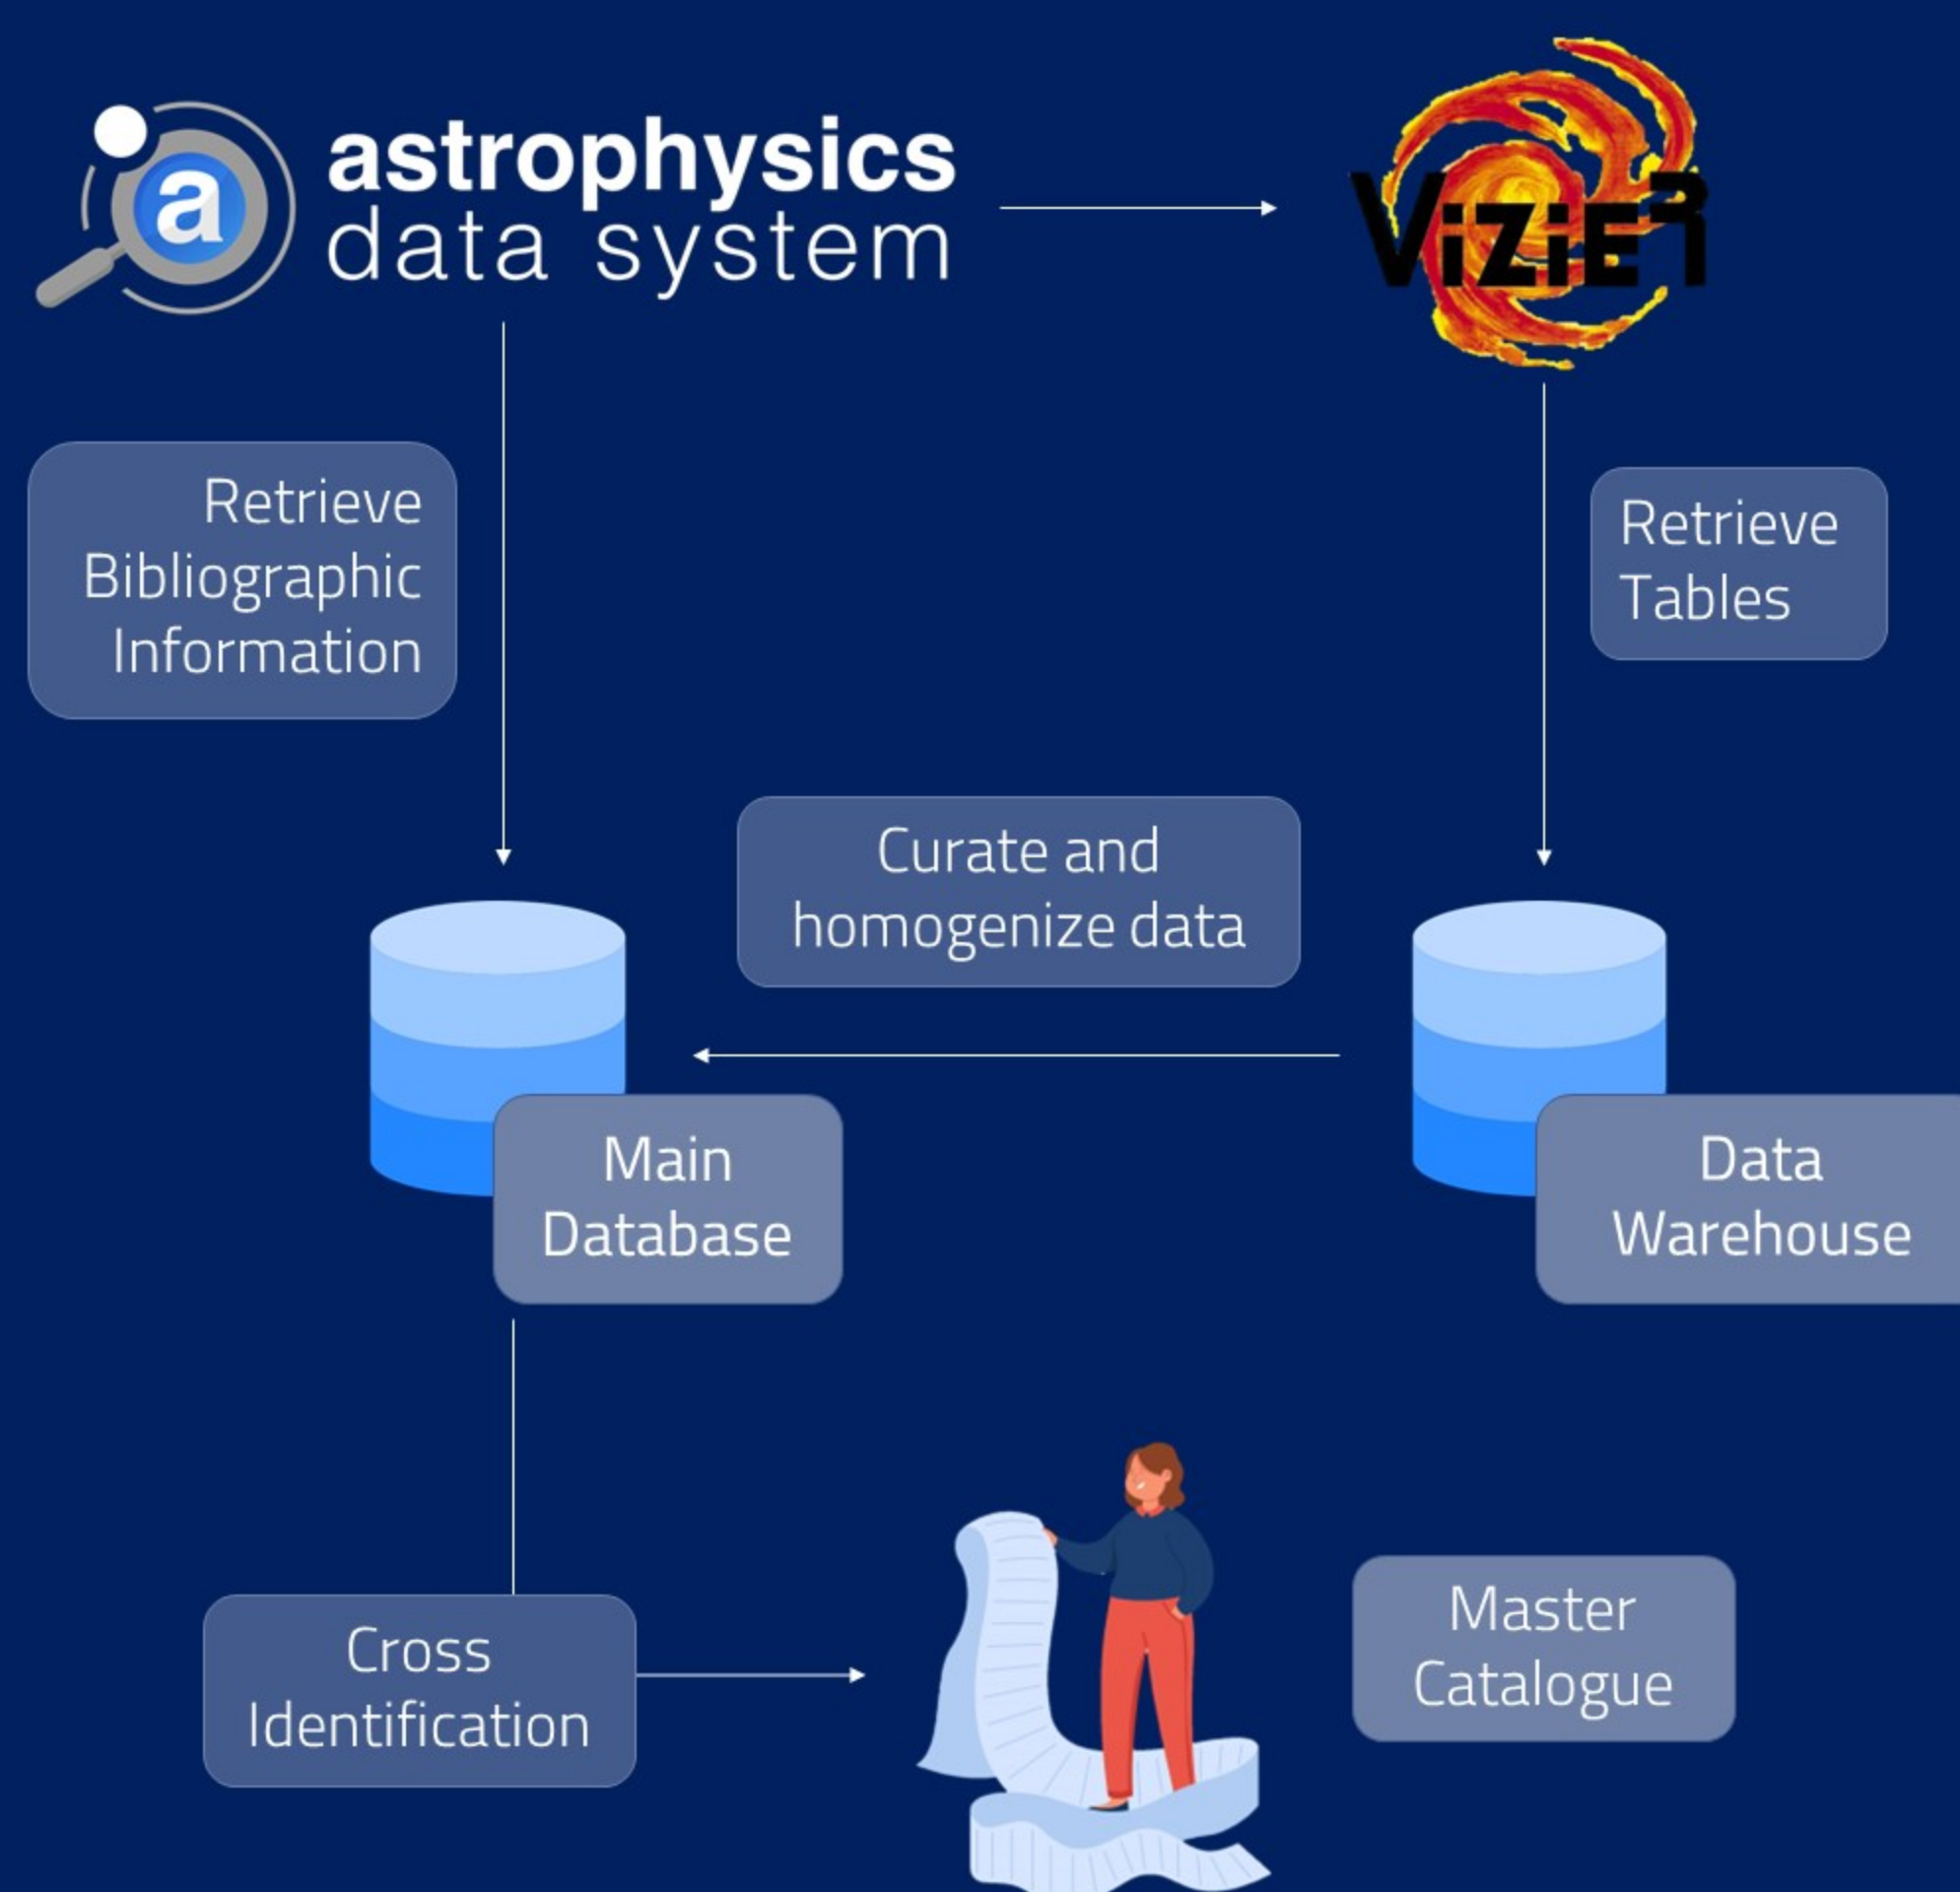 a
astrophysics
data system
ViZiER
Retrieve
Bibliographic
Information
Retrieve
Tables
Curate and
homogenize data
Main
Database
Data
Warehouse
Cross
Identification
Master
Catalogue